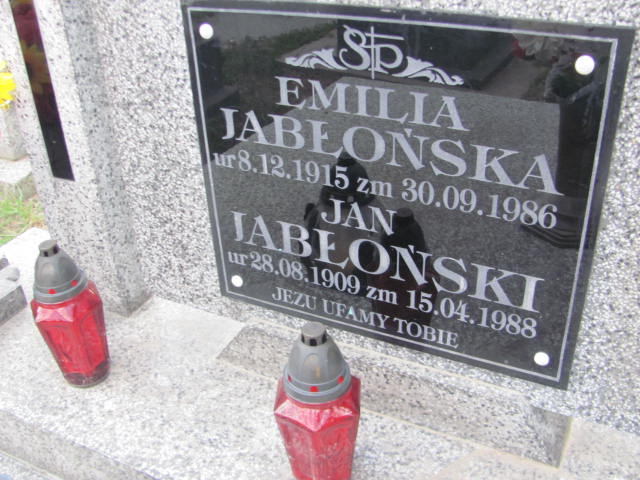 ŚP
EMILIA
JABŁOŃSKA
ur 8.12.1915 zm 30.09.1986
JAN
JABŁOŃSKI
ur 28.08.1909 zm 15.04.1988
JEZU UFAMY TOBIE